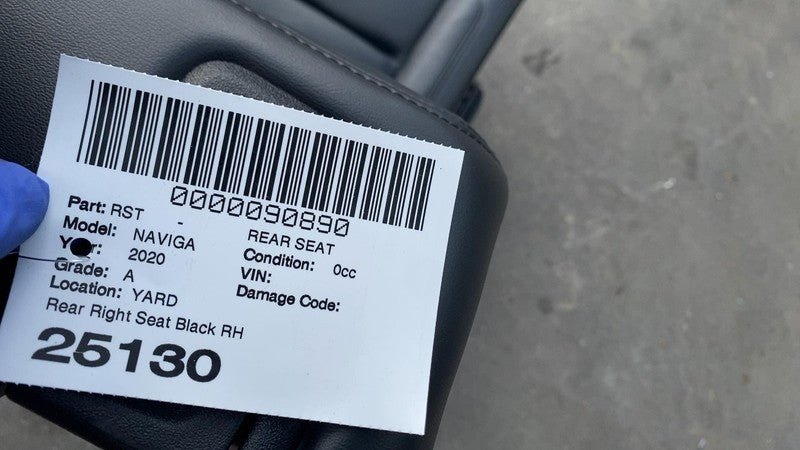 0000090890
Part: RST - REAR SEAT
Model: NAVIGA Condition: 0cc
Year: 2020 VIN:
Grade: A Damage Code:
Location: YARD
Rear Right Seat Black RH
25130